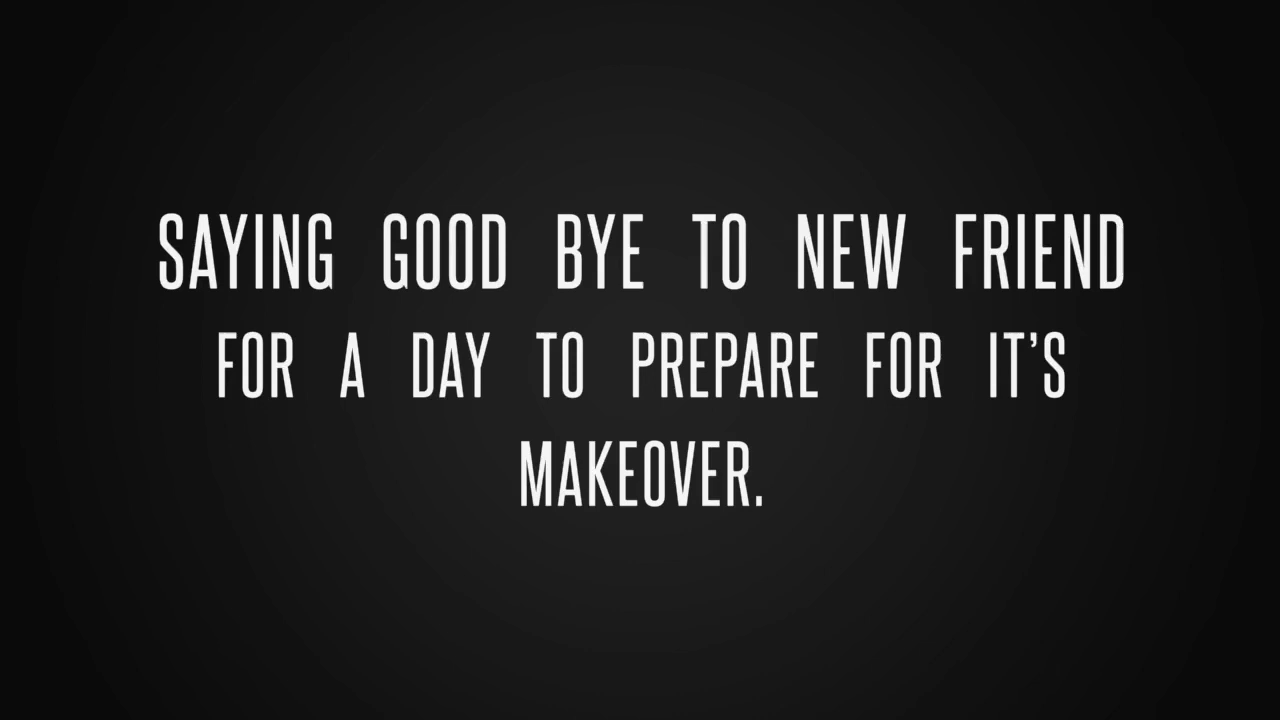 SAYING GOOD BYE TO NEW FRIEND
FOR A DAY TO PREPARE FOR IT’S
MAKEOVER.